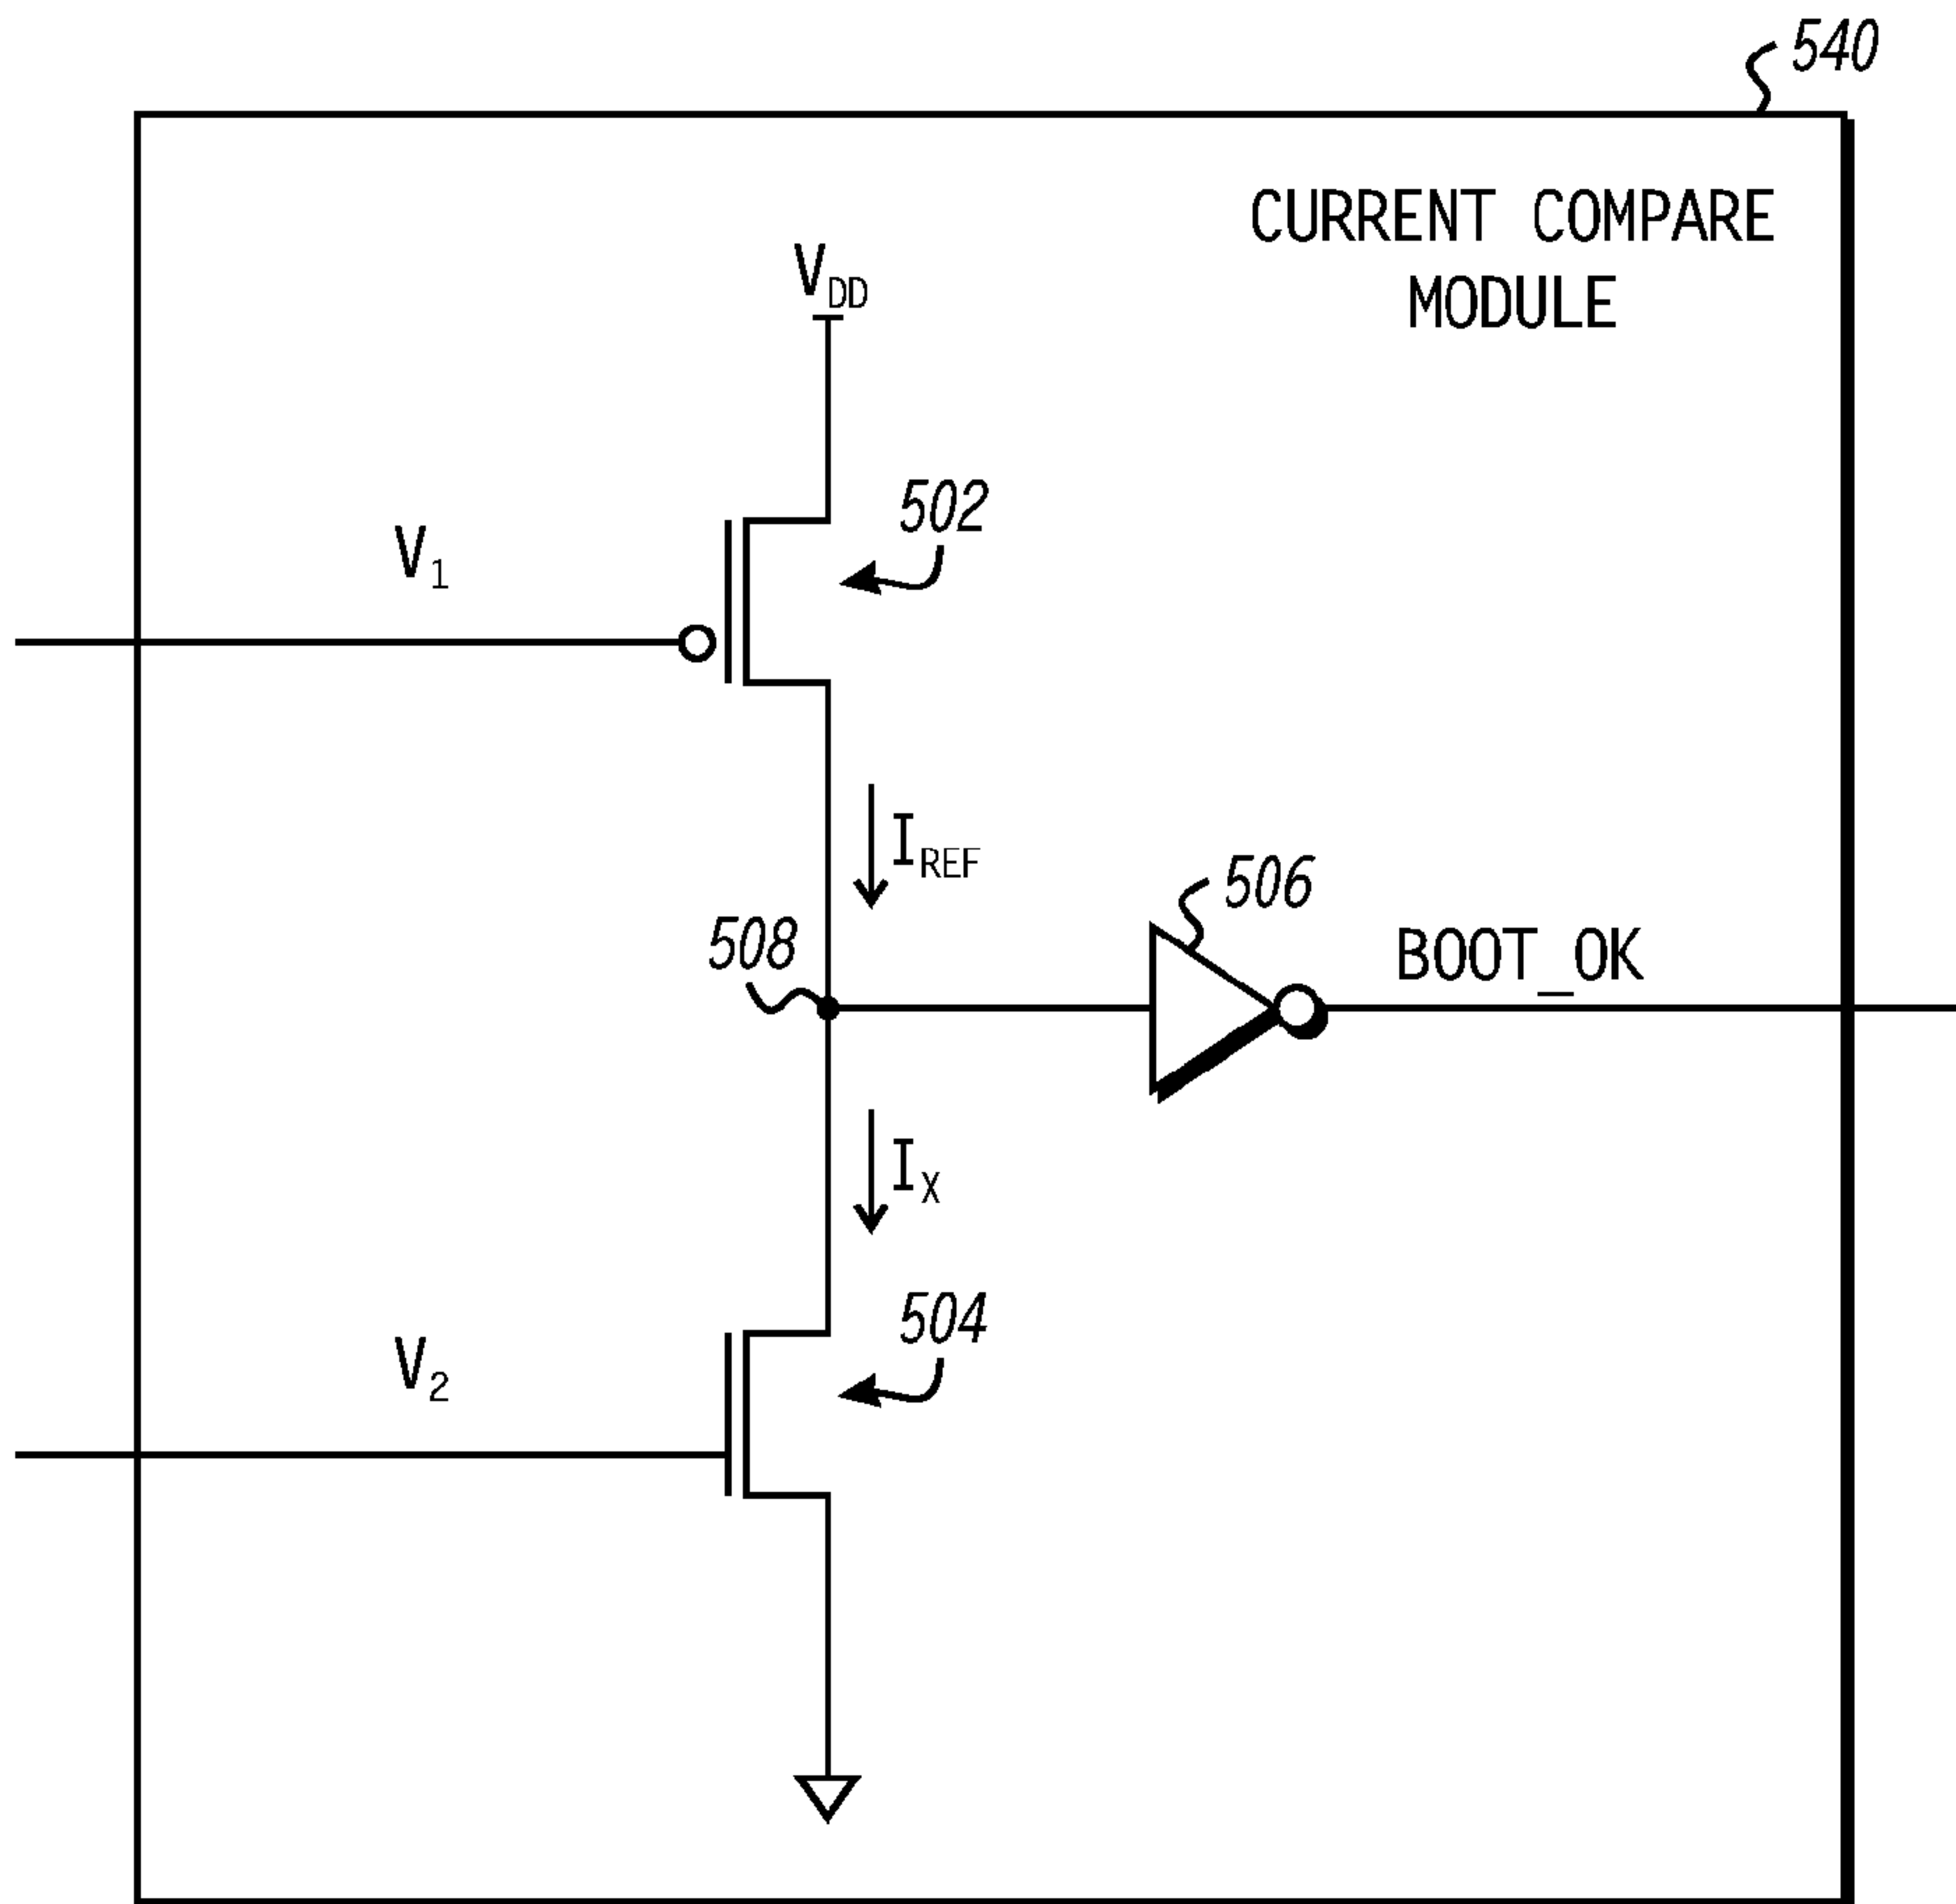 540
CURRENT COMPARE
MODULE
VDD
502
V1
IREF
506
508
BOOT_OK
IX
504
V2